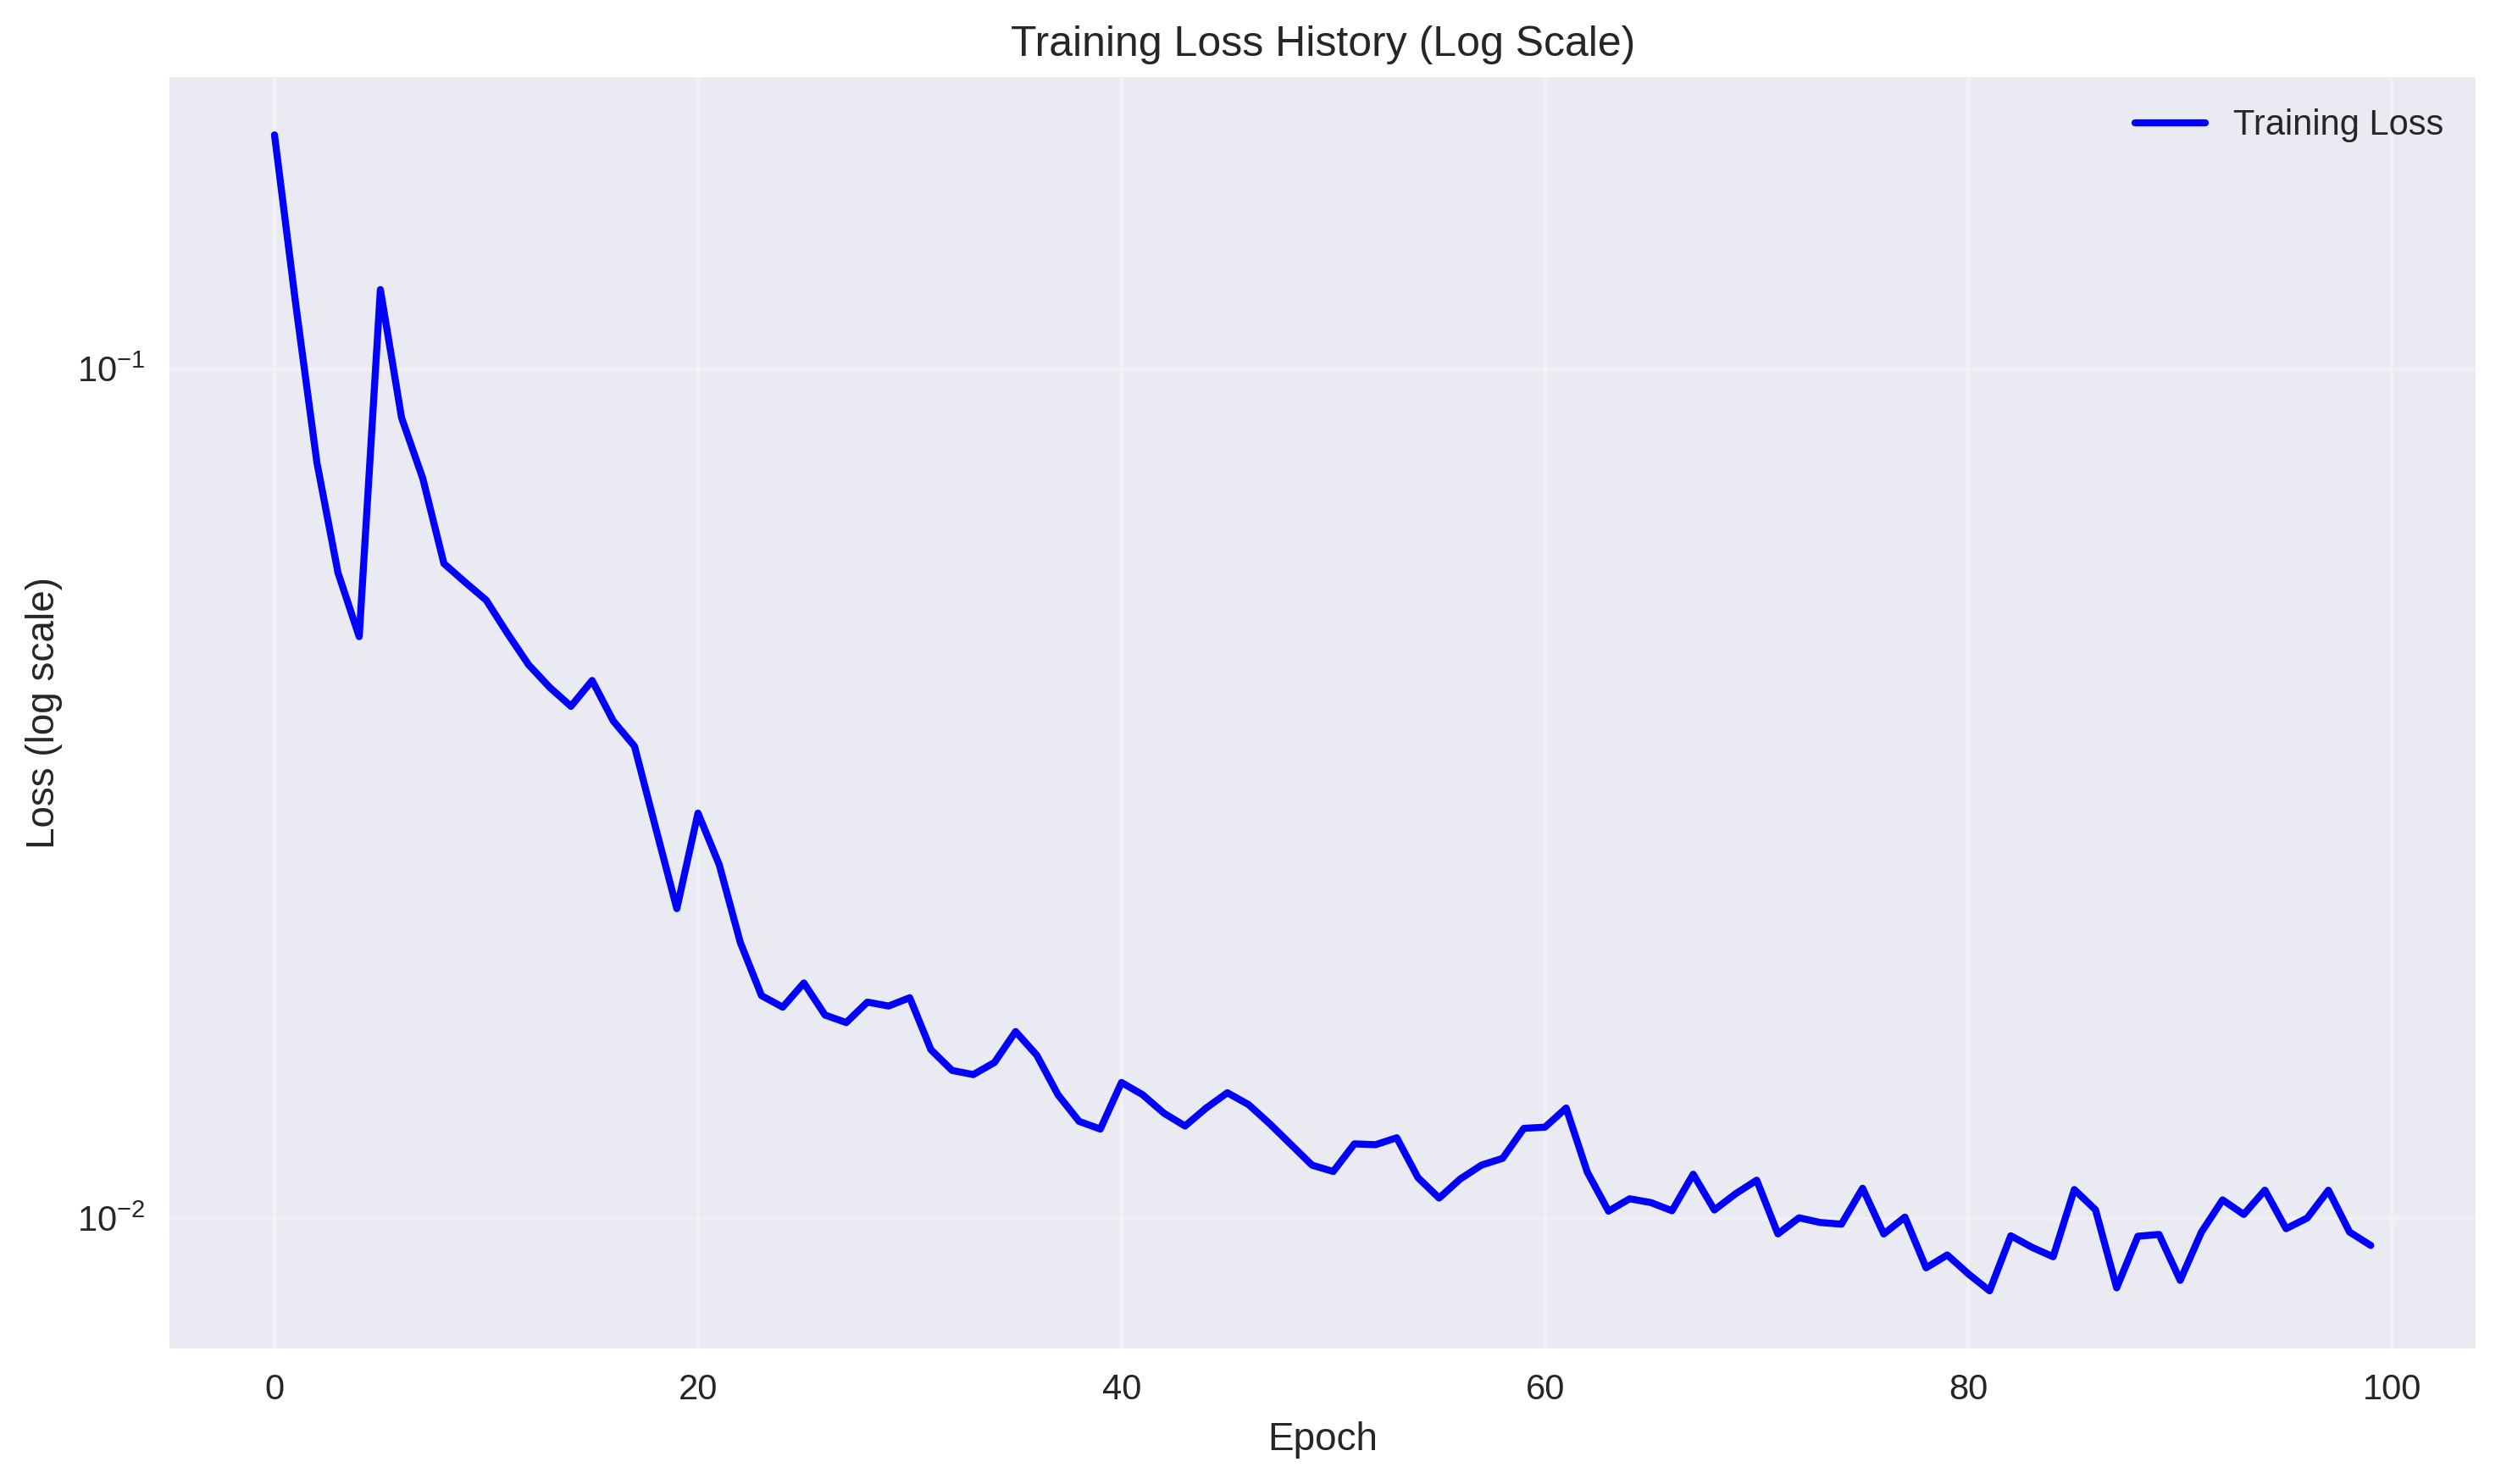 Training Loss History (Log Scale)
Training Loss
10⁻¹
Loss (log scale)
10⁻²
0 20 40 60 80 100
Epoch